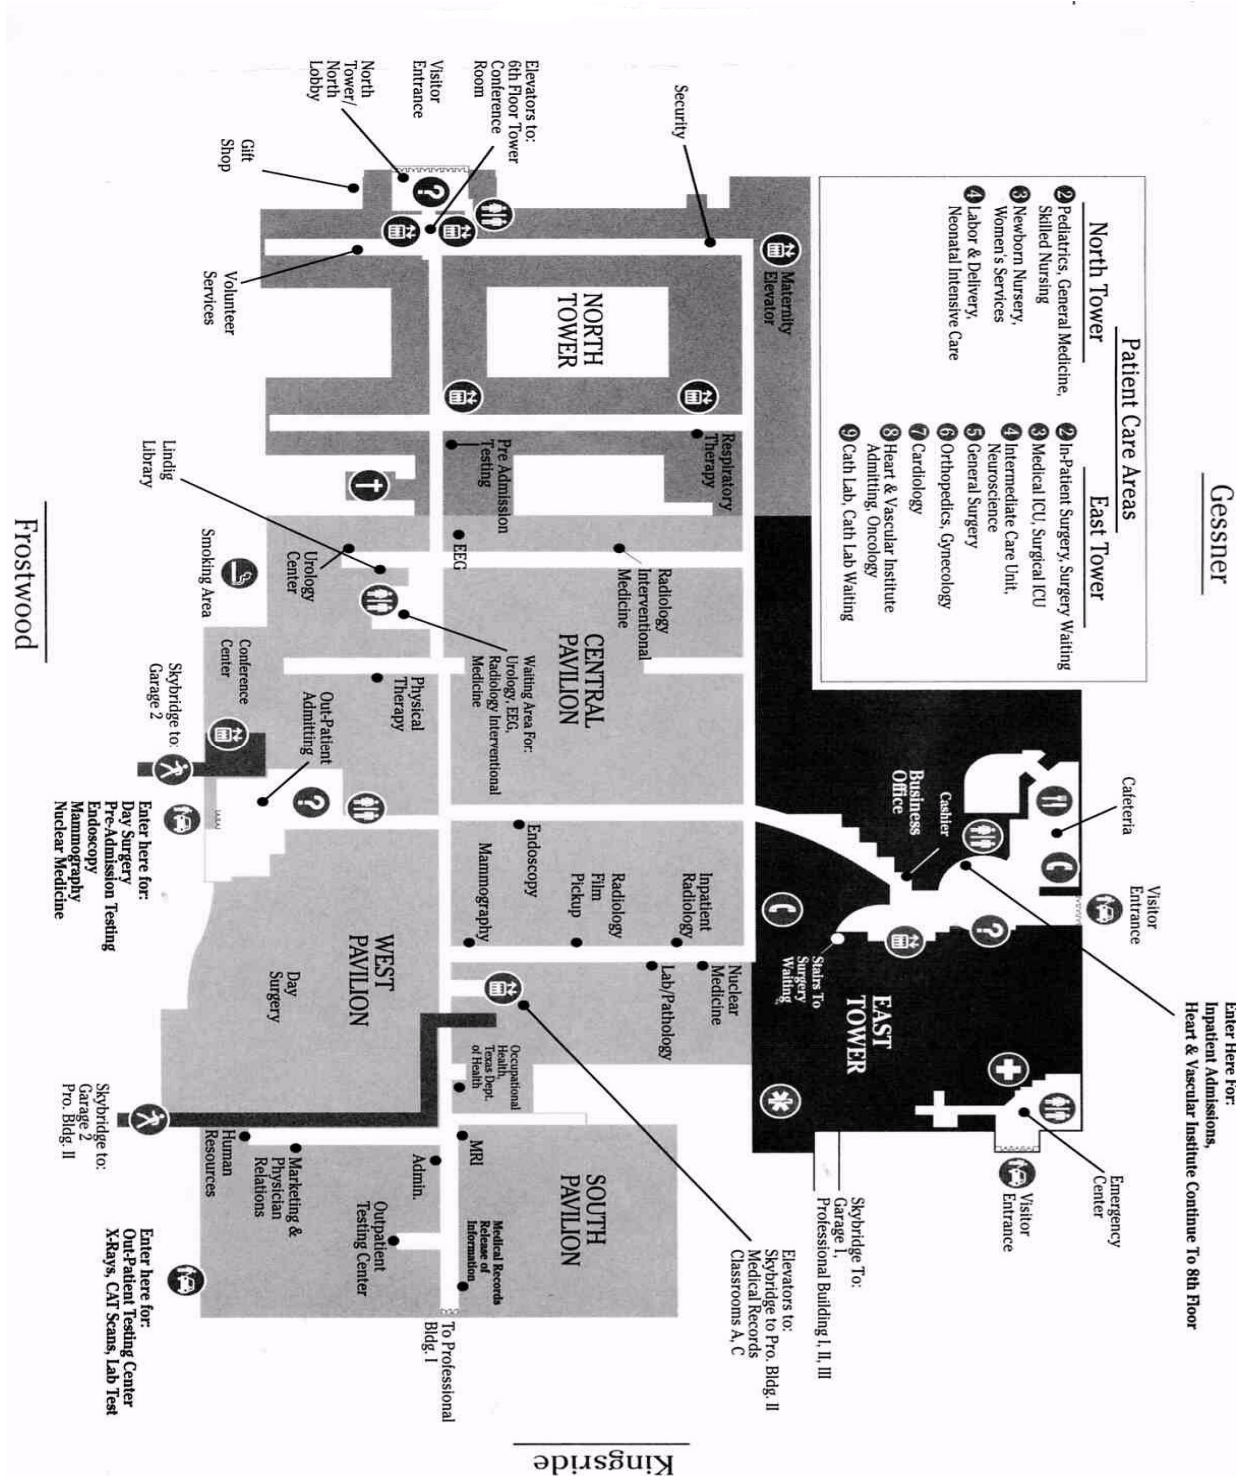 Gessner
Patient Care Areas
North Tower
2 Pediatrics, General Medicine,
Skilled Nursing
3 Newborn Nursery,
Women's Services
4 Labor & Delivery,
Neonatal Intensive Care
East Tower
2 In-Patient Surgery, Surgery Waiting
3 Medical ICU, Surgical ICU
4 Intermediate Care Unit,
Neuroscience
5 General Surgery
6 Orthopedics, Gynecology
7 Cardiology
8 Heart & Vascular Institute
Admitting, Oncology
9 Cath Lab, Cath Lab Waiting
Cafeteria
Visitor
Entrance
Enter Here For:
Inpatient Admissions,
Heart & Vascular Institute Continue To 8th Floor
Emergency
Center
Visitor
Entrance
Cashier
Business
Office
Stairs To
Surgery
Waiting
EAST
TOWER
Skybridge To:
Garage I,
Professional Building I, II, III
Elevators to:
Skybridge to Pro. Bldg. II
Medical Records
Classrooms A, C
Security
Maternity
Elevator
Elevators to:
6th Floor Tower
Conference
Room
Visitor
Entrance
North
Tower/
North
Lobby
Gift
Shop
Volunteer
Services
NORTH
TOWER
Respiratory
Therapy
Pre Admission
Testing
Lindig
Library
EEG
Urology
Center
Smoking Area
Radiology
Interventional
Medicine
CENTRAL
PAVILION
Waiting Area For:
Urology, EEG,
Radiology Interventional
Medicine
Physical
Therapy
Conference
Center
Skybridge to:
Garage 2
Out-Patient
Admitting
Enter here for:
Day Surgery
Pre-Admission Testing
Endoscopy
Mammography
Nuclear Medicine
Inpatient
Radiology
Radiology
Film
Pickup
Endoscopy
Mammography
Nuclear
Medicine
Lab/Pathology
WEST
PAVILION
Day
Surgery
Occupational
Health,
Texas Dept.
of Health
Skybridge to:
Garage 2
Pro. Bldg. II
Human
Resources
Marketing &
Physician
Relations
Admin.
MRI
SOUTH
PAVILION
Outpatient
Testing Center
Medical Records
Release of
Information
To Professional
Bldg. I
Enter here for:
Out-Patient Testing Center
X-Rays, CAT Scans, Lab Test
Frostwood
Kingsride